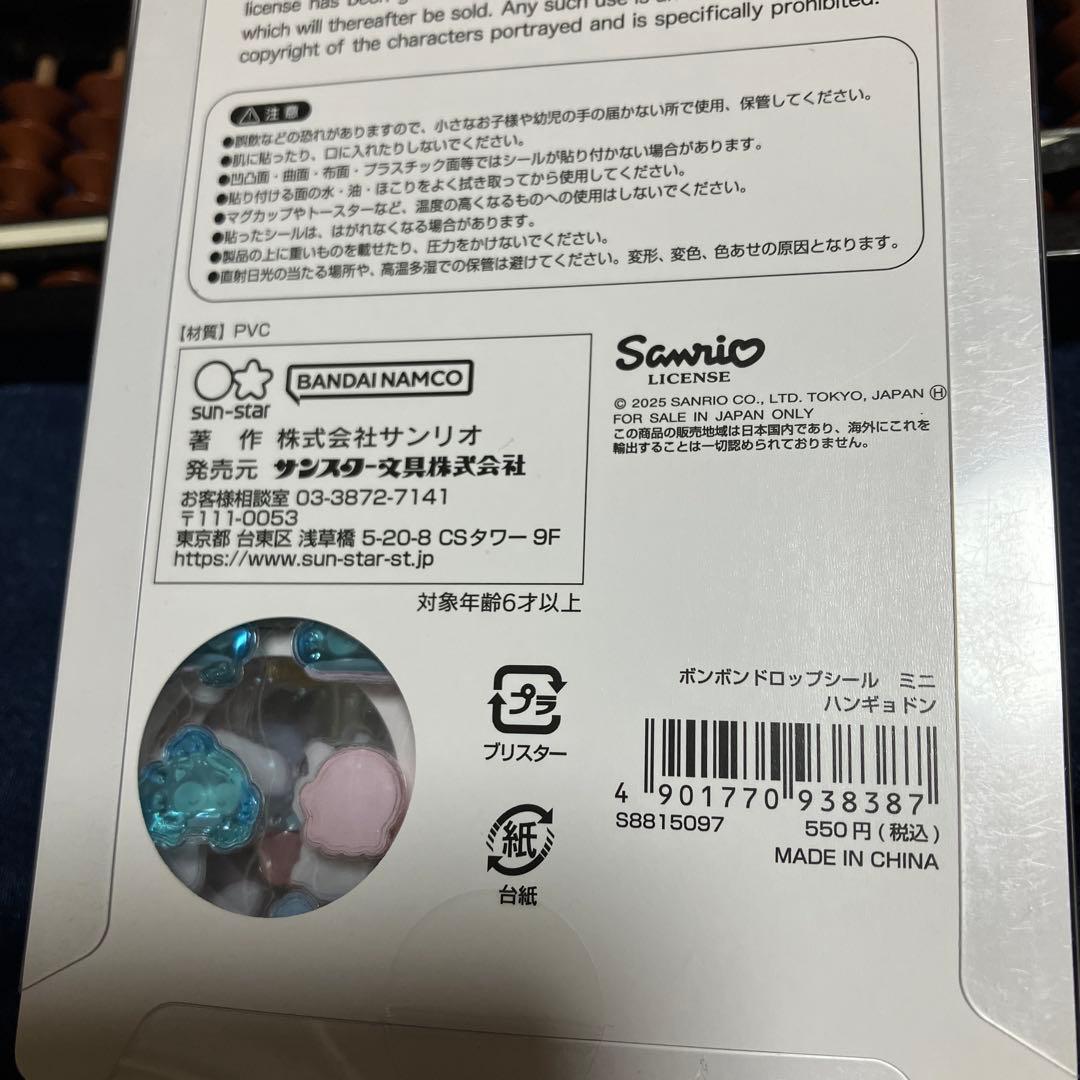 license has been
which will thereafter be sold. Any such use is
copyright of the characters portrayed and is specifically prohibited.
⚠注意
●誤飲などの恐れがありますので、小さなお子様や幼児の手の届かない所で使用、保管してください。
●肌に貼ったり、口に入れたりしないでください。
●凹凸面・曲面・布面・プラスチック面等ではシールが貼り付かない場合があります。
●貼り付ける面の水・油・ほこりをよく拭き取ってから使用してください。
●マグカップやトースターなど、温度の高くなるものへの使用はしないでください。
●貼ったシールは、はがれなくなる場合があります。
●製品の上に重いものを載せたり、圧力をかけないでください。
●直射日光の当たる場所や、高温多湿での保管は避けてください。変形、変色、色あせの原因となります。
【材質】PVC
sun-star
BANDAI NAMCO
著 作 株式会社サンリオ
発売元 サンスター文具株式会社
お客様相談室 03-3872-7141
〒111-0053
東京都 台東区 浅草橋 5-20-8 CSタワー 9F
https://www.sun-star-st.jp
対象年齢6才以上
Sanrio
LICENSE
© 2025 SANRIO CO., LTD. TOKYO, JAPAN Ⓗ
FOR SALE IN JAPAN ONLY
この商品の販売地域は日本国内であり、海外にこれを
輸出することは一切認められておりません。
プラ
ブリスター
紙
台紙
ボンボンドロップシール ミニ
ハンギョドン
4 901770 938387
S8815097 550円(税込)
MADE IN CHINA